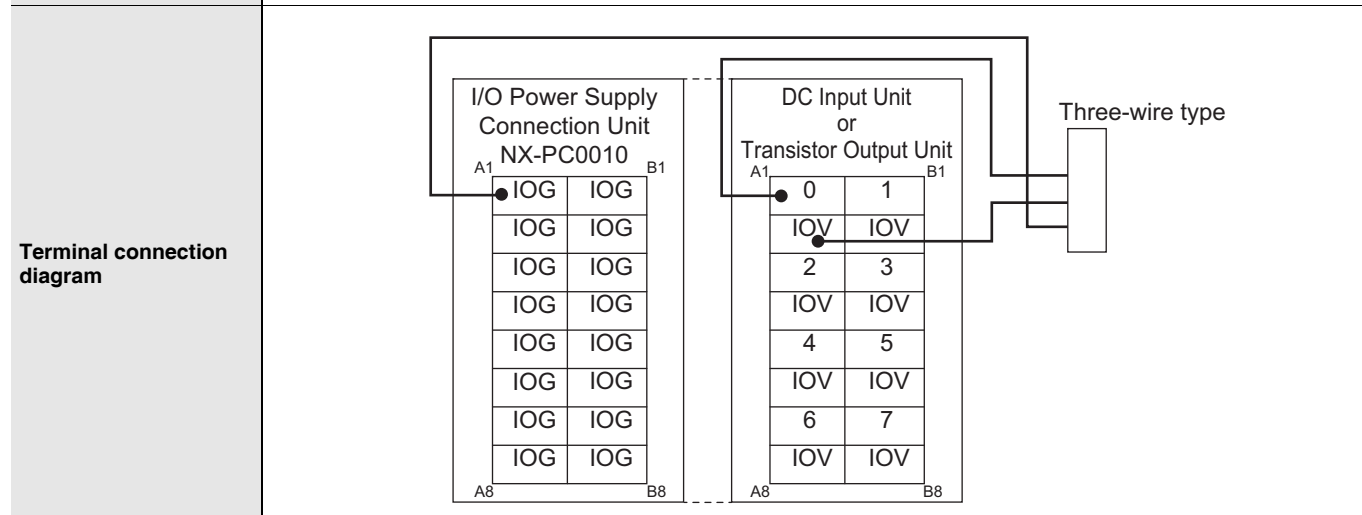 Terminal connection
diagram
I/O Power Supply
Connection Unit
NX-PC0010
A1 B1
IOG IOG
IOG IOG
IOG IOG
IOG IOG
IOG IOG
IOG IOG
IOG IOG
IOG IOG
A8 B8
DC Input Unit
or
Transistor Output Unit
A1 B1
0 1
IOV IOV
2 3
IOV IOV
4 5
IOV IOV
6 7
IOV IOV
A8 B8
Three-wire type